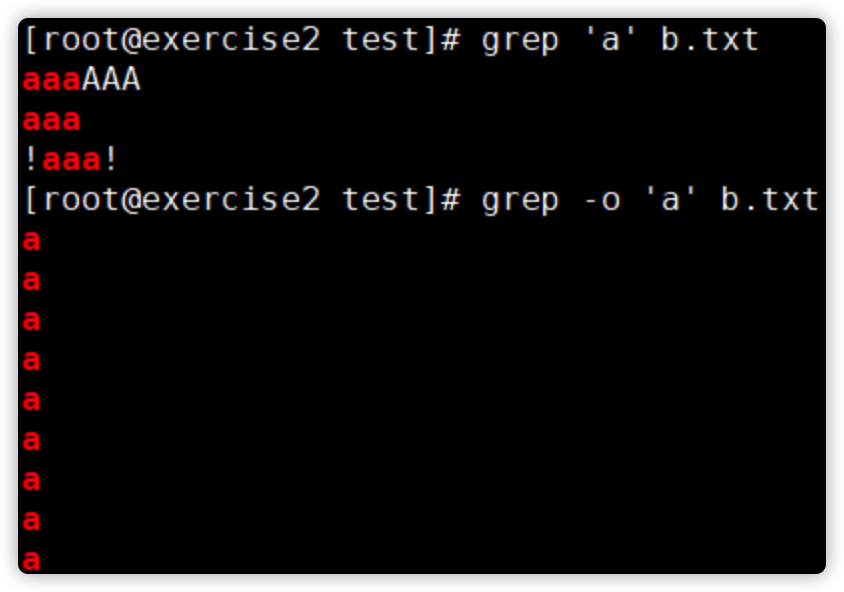 [root@exercise2 test]# grep 'a' b.txt
aaaAAA
aaa
!aaa!
[root@exercise2 test]# grep -o 'a' b.txt
a
a
a
a
a
a
a
a
a